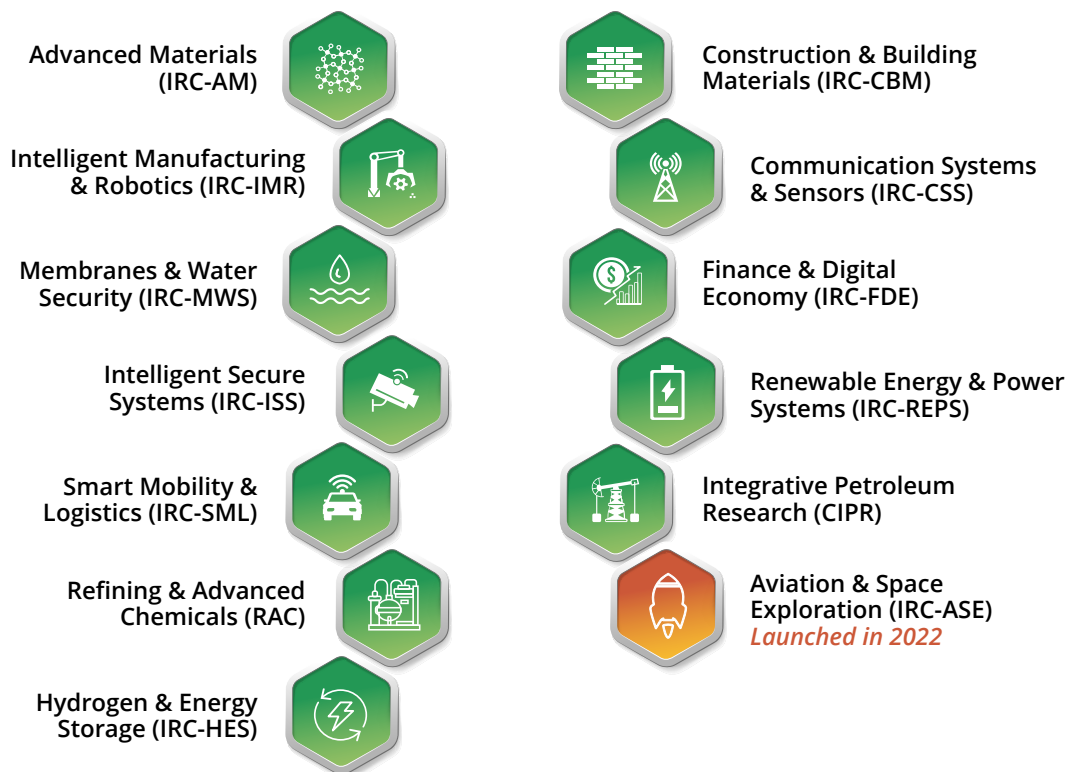 Advanced Materials
(IRC-AM)
Intelligent Manufacturing
& Robotics (IRC-IMR)
Membranes & Water
Security (IRC-MWS)
Intelligent Secure
Systems (IRC-ISS)
Smart Mobility &
Logistics (IRC-SML)
Refining & Advanced
Chemicals (RAC)
Hydrogen & Energy
Storage (IRC-HES)
Construction & Building
Materials (IRC-CBM)
Communication Systems
& Sensors (IRC-CSS)
$
Finance & Digital
Economy (IRC-FDE)
Renewable Energy & Power
Systems (IRC-REPS)
Integrative Petroleum
Research (CIPR)
Aviation & Space
Exploration (IRC-ASE)
Launched in 2022